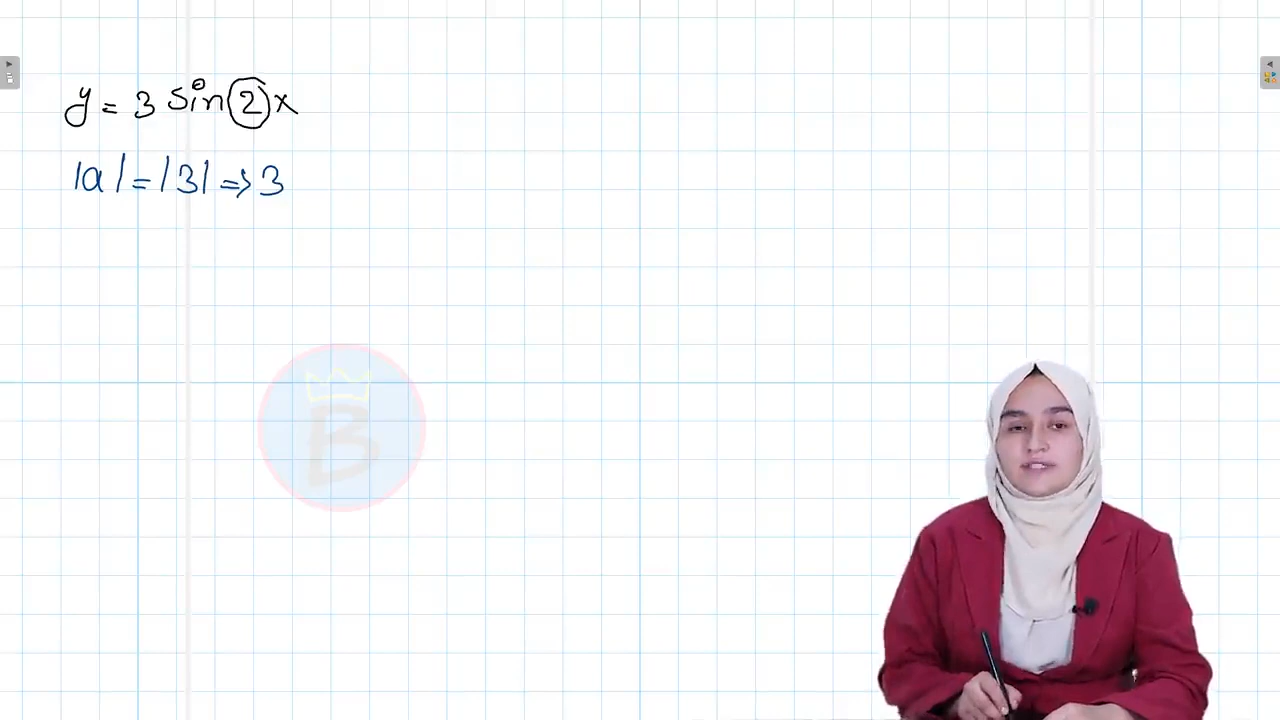 y = 3 sin 2 x
|a| = |3| => 3
B